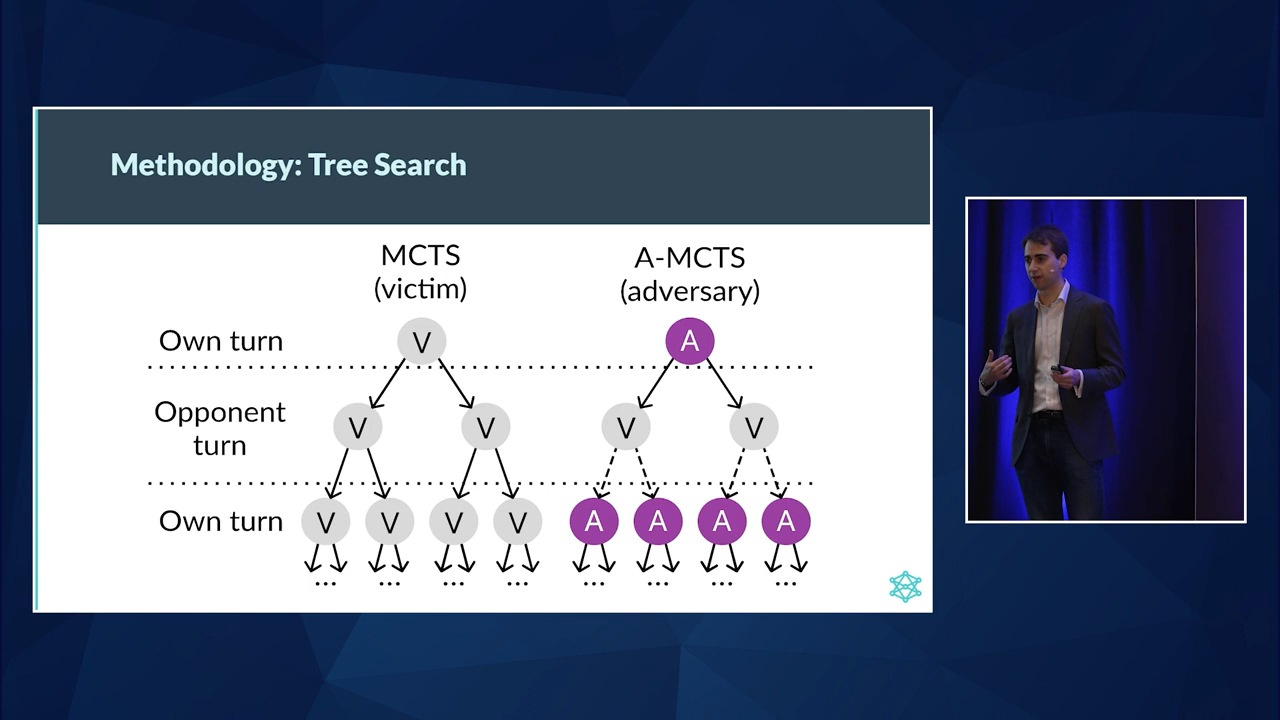 Methodology: Tree Search
MCTS
(victim)
A-MCTS
(adversary)
Own turn
V
A
Opponent
turn
V V V V
Own turn
V V V V A A A A
... ... ... ... ... ... ... ...